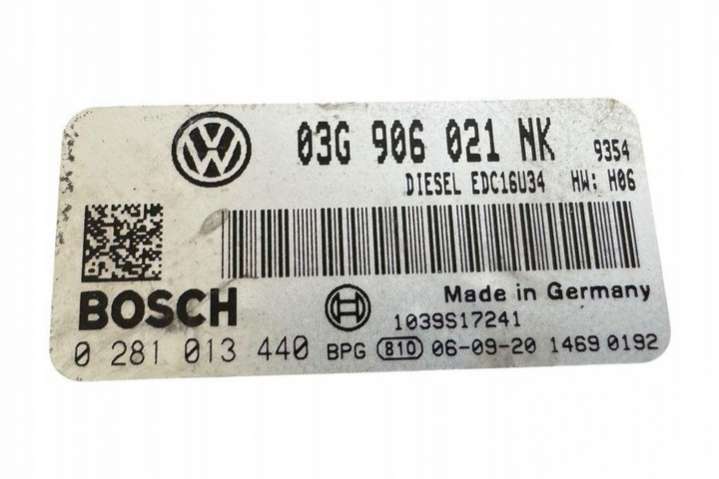 03G 906 021 NK 9354
DIESEL EDC16U34 HW: H06
BOSCH
Made in Germany
1039S17241
0 281 013 440 BPG 810 06-09-20 1469 0192